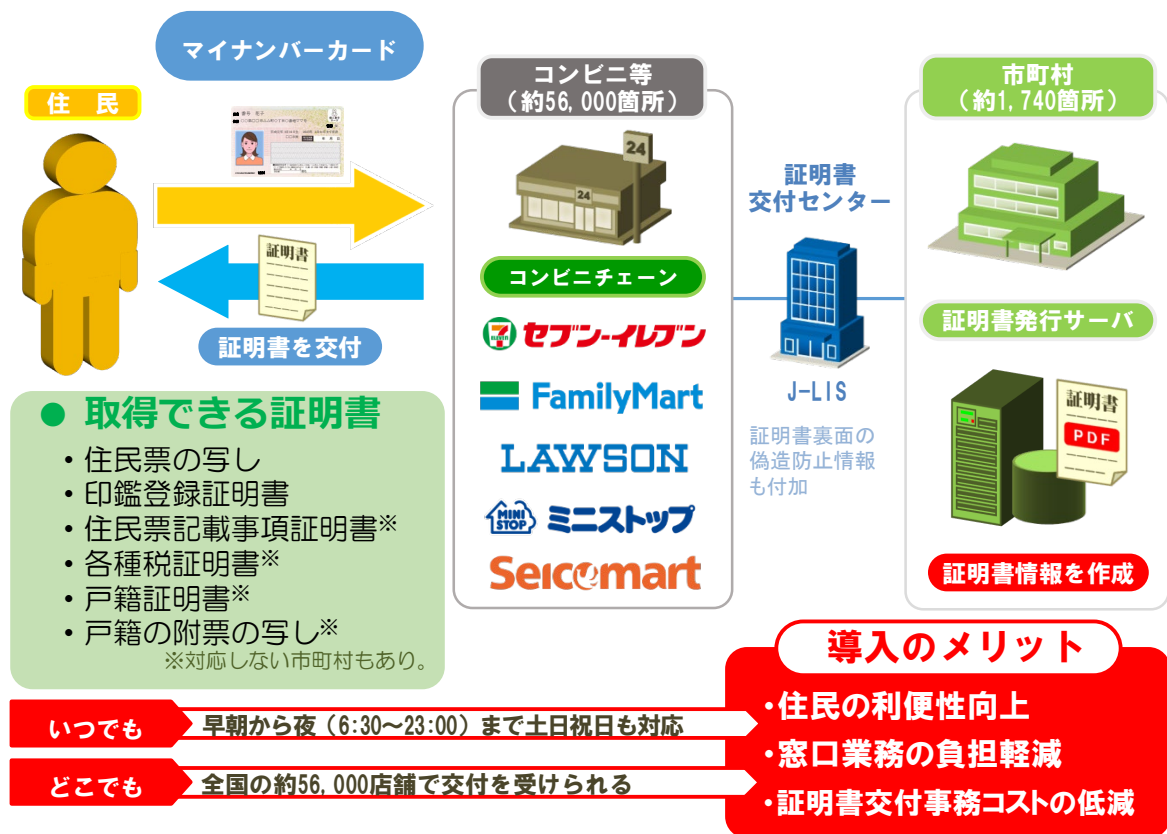 マイナンバーカード
住 民
証明書
証明書を交付
コンビニ等
（約56,000箇所）
24
24
コンビニチェーン
7 ELEVEN セブン-イレブン
FamilyMart
LAWSON
MINI STOP ミニストップ
Seicomart
証明書
交付センター
J-LIS
証明書裏面の
偽造防止情報
も付加
市町村
（約1,740箇所）
証明書発行サーバ
証明書
PDF
証明書情報を作成
● 取得できる証明書
・住民票の写し
・印鑑登録証明書
・住民票記載事項証明書※
・各種税証明書※
・戸籍証明書※
・戸籍の附票の写し※
※対応しない市町村もあり。
いつでも 早朝から夜（6:30～23:00）まで土日祝日も対応
どこでも 全国の約56,000店舗で交付を受けられる
導入のメリット
・住民の利便性向上
・窓口業務の負担軽減
・証明書交付事務コストの低減